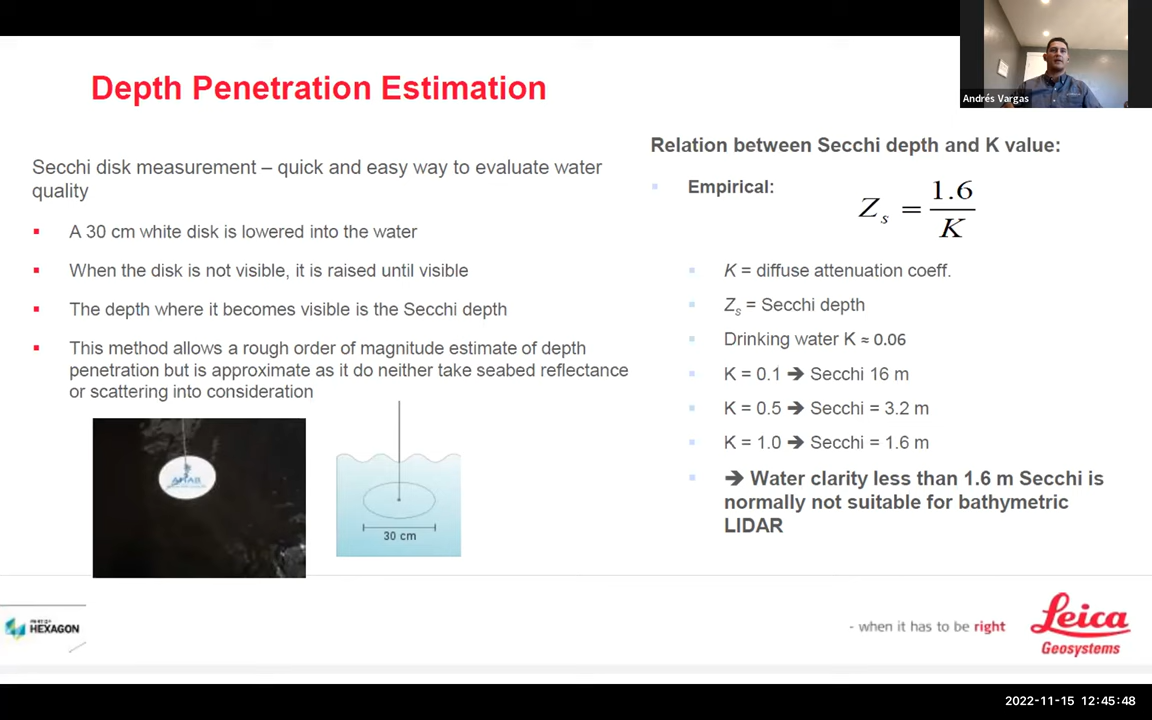 Depth Penetration Estimation
Andrés Vargas
Secchi disk measurement – quick and easy way to evaluate water
quality
▪ A 30 cm white disk is lowered into the water
▪ When the disk is not visible, it is raised until visible
▪ The depth where it becomes visible is the Secchi depth
▪ This method allows a rough order of magnitude estimate of depth
penetration but is approximate as it do neither take seabed reflectance
or scattering into consideration
AHAB
30 cm
Relation between Secchi depth and K value:
▪ Empirical: Zs = 1.6 / K
▪ K = diffuse attenuation coeff.
▪ Zs = Secchi depth
▪ Drinking water K ≈ 0.06
▪ K = 0.1 ➔ Secchi 16 m
▪ K = 0.5 ➔ Secchi = 3.2 m
▪ K = 1.0 ➔ Secchi = 1.6 m
▪ ➔ Water clarity less than 1.6 m Secchi is
normally not suitable for bathymetric
LIDAR
HEXAGON
- when it has to be right
Leica
Geosystems
2022-11-15 12:45:48